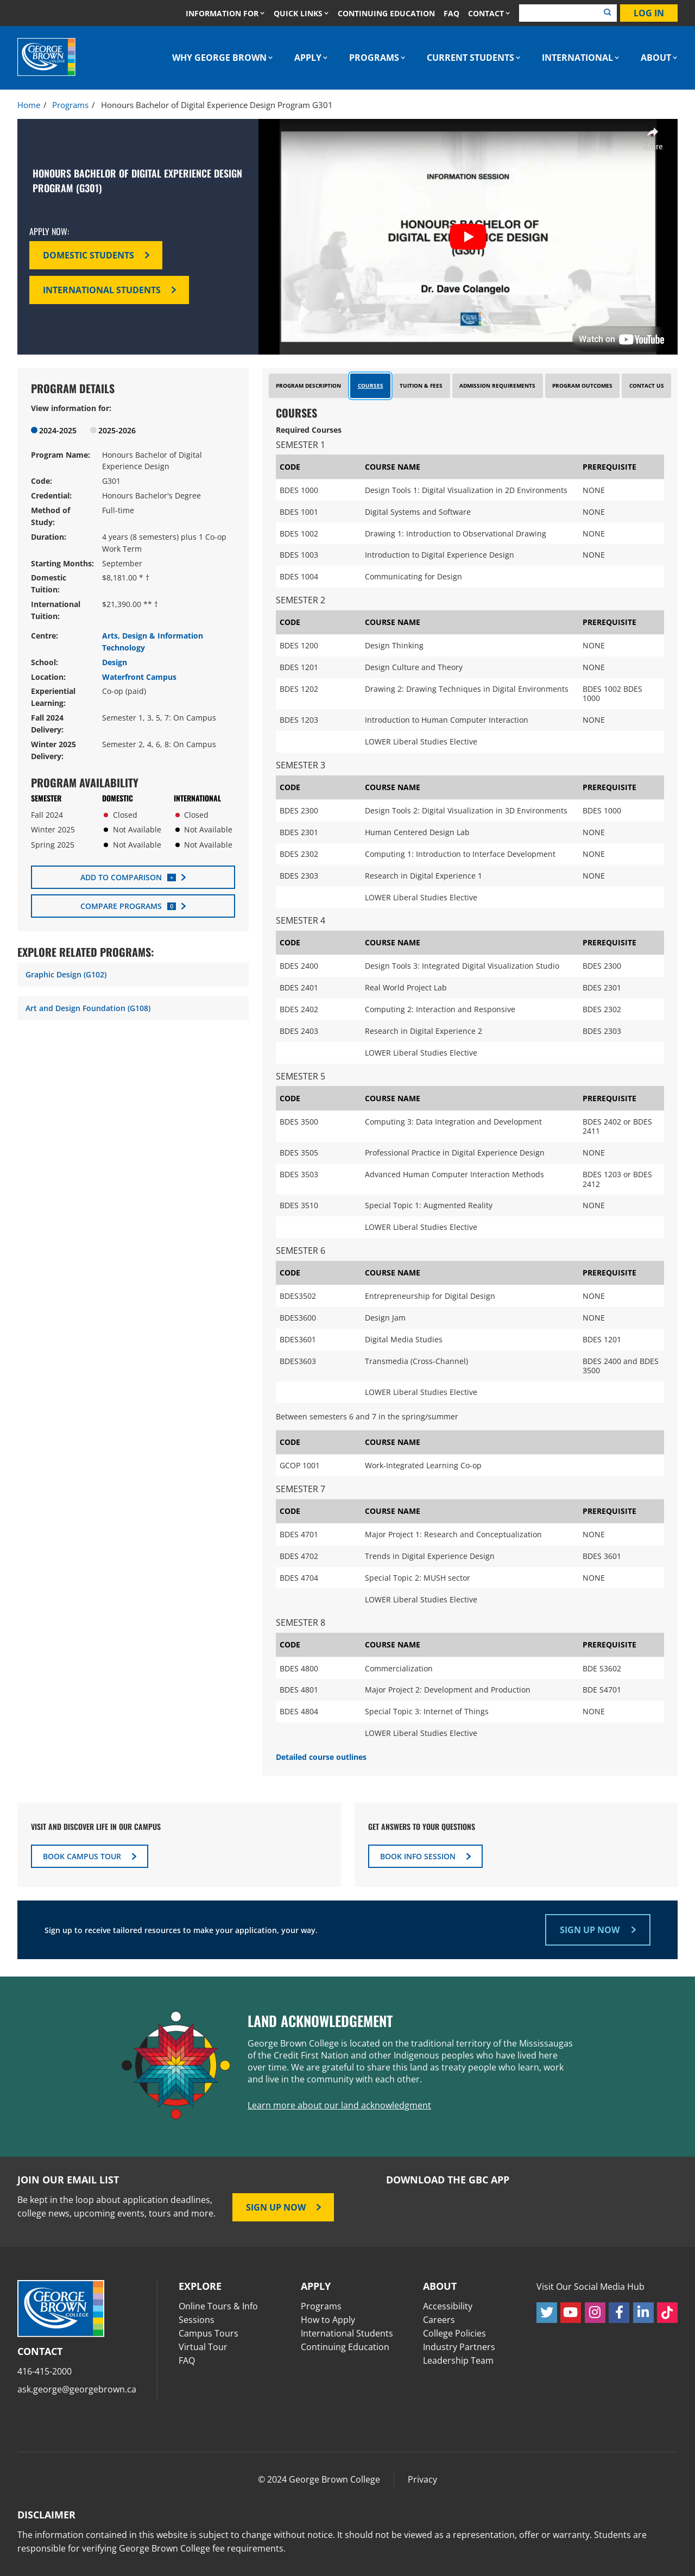 INFORMATION FOR QUICK LINKS CONTINUING EDUCATION FAQ CONTACT LOG IN
GEORGE BROWN COLLEGE
WHY GEORGE BROWN APPLY PROGRAMS CURRENT STUDENTS INTERNATIONAL ABOUT
Home / Programs / Honours Bachelor of Digital Experience Design Program G301
HONOURS BACHELOR OF DIGITAL EXPERIENCE DESIGN
PROGRAM (G301)
APPLY NOW:
DOMESTIC STUDENTS
INTERNATIONAL STUDENTS
INFORMATION SESSION
HONOURS BACHELOR OF
DIGITAL EXPERIENCE DESIGN
(G301)
Dr. Dave Colangelo
Watch on YouTube
PROGRAM DETAILS
View information for:
2024-2025 2025-2026
Program Name: Honours Bachelor of Digital
Experience Design
Code: G301
Credential: Honours Bachelor's Degree
Method of Full-time
Study:
Duration: 4 years (8 semesters) plus 1 Co-op
Work Term
Starting Months: September
Domestic $8,181.00 * †
Tuition:
International $21,390.00 ** †
Tuition:
Centre: Arts, Design & Information
Technology
School: Design
Location: Waterfront Campus
Experiential Co-op (paid)
Learning:
Fall 2024 Semester 1, 3, 5, 7: On Campus
Delivery:
Winter 2025 Semester 2, 4, 6, 8: On Campus
Delivery:
PROGRAM AVAILABILITY
SEMESTER DOMESTIC INTERNATIONAL
Fall 2024 Closed Closed
Winter 2025 Not Available Not Available
Spring 2025 Not Available Not Available
ADD TO COMPARISON +
COMPARE PROGRAMS 0
EXPLORE RELATED PROGRAMS:
Graphic Design (G102)
Art and Design Foundation (G108)
PROGRAM DESCRIPTION COURSES TUITION & FEES ADMISSION REQUIREMENTS PROGRAM OUTCOMES CONTACT US
COURSES
Required Courses
SEMESTER 1
CODE COURSE NAME PREREQUISITE
BDES 1000 Design Tools 1: Digital Visualization in 2D Environments NONE
BDES 1001 Digital Systems and Software NONE
BDES 1002 Drawing 1: Introduction to Observational Drawing NONE
BDES 1003 Introduction to Digital Experience Design NONE
BDES 1004 Communicating for Design
SEMESTER 2
CODE COURSE NAME PREREQUISITE
BDES 1200 Design Thinking NONE
BDES 1201 Design Culture and Theory NONE
BDES 1202 Drawing 2: Drawing Techniques in Digital Environments BDES 1002 BDES
1000
BDES 1203 Introduction to Human Computer Interaction NONE
LOWER Liberal Studies Elective
SEMESTER 3
CODE COURSE NAME PREREQUISITE
BDES 2300 Design Tools 2: Digital Visualization in 3D Environments BDES 1000
BDES 2301 Human Centered Design Lab NONE
BDES 2302 Computing 1: Introduction to Interface Development NONE
BDES 2303 Research in Digital Experience 1 NONE
LOWER Liberal Studies Elective
SEMESTER 4
CODE COURSE NAME PREREQUISITE
BDES 2400 Design Tools 3: Integrated Digital Visualization Studio BDES 2300
BDES 2401 Real World Project Lab BDES 2301
BDES 2402 Computing 2: Interaction and Responsive BDES 2302
BDES 2403 Research in Digital Experience 2 BDES 2303
LOWER Liberal Studies Elective
SEMESTER 5
CODE COURSE NAME PREREQUISITE
BDES 3500 Computing 3: Data Integration and Development BDES 2402 or BDES
2411
BDES 3505 Professional Practice in Digital Experience Design NONE
BDES 3503 Advanced Human Computer Interaction Methods BDES 1203 or BDES
2412
BDES 3510 Special Topic 1: Augmented Reality NONE
LOWER Liberal Studies Elective
SEMESTER 6
CODE COURSE NAME PREREQUISITE
BDES3502 Entrepreneurship for Digital Design NONE
BDES3600 Design Jam NONE
BDES3601 Digital Media Studies BDES 1201
BDES3603 Transmedia (Cross-Channel) BDES 2400 and BDES
3500
LOWER Liberal Studies Elective
Between semesters 6 and 7 in the spring/summer
CODE COURSE NAME
GCOP 1001 Work-Integrated Learning Co-op
SEMESTER 7
CODE COURSE NAME PREREQUISITE
BDES 4701 Major Project 1: Research and Conceptualization NONE
BDES 4702 Trends in Digital Experience Design BDES 3601
BDES 4704 Special Topic 2: MUSH sector NONE
LOWER Liberal Studies Elective
SEMESTER 8
CODE COURSE NAME PREREQUISITE
BDES 4800 Commercialization BDE S3602
BDES 4801 Major Project 2: Development and Production BDE S4701
BDES 4804 Special Topic 3: Internet of Things NONE
LOWER Liberal Studies Elective
Detailed course outlines
VISIT AND DISCOVER LIFE IN OUR CAMPUS
BOOK CAMPUS TOUR
GET ANSWERS TO YOUR QUESTIONS
BOOK INFO SESSION
Sign up to receive tailored resources to make your application, your way.
SIGN UP NOW
LAND ACKNOWLEDGEMENT
George Brown College is located on the traditional territory of the Mississaugas
of the Credit First Nation and other Indigenous peoples who have lived here
over time. We are grateful to share this land as treaty people who learn, work
and live in the community with each other.
Learn more about our land acknowledgment
JOIN OUR EMAIL LIST
Be kept in the loop about application deadlines,
college news, upcoming events, tours and more.
SIGN UP NOW
DOWNLOAD THE GBC APP
GEORGE BROWN COLLEGE
CONTACT
416-415-2000
ask.george@georgebrown.ca
EXPLORE
Online Tours & Info
Sessions
Campus Tours
Virtual Tour
FAQ
APPLY
Programs
How to Apply
International Students
Continuing Education
ABOUT
Accessibility
Careers
College Policies
Industry Partners
Leadership Team
Visit Our Social Media Hub
© 2024 George Brown College Privacy
DISCLAIMER
The information contained in this website is subject to change without notice. It should not be viewed as a representation, offer or warranty. Students are
responsible for verifying George Brown College fee requirements.